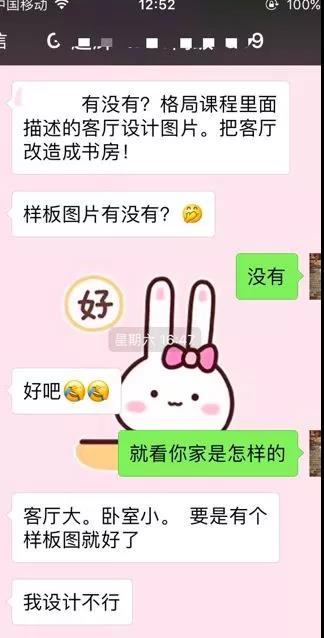 中国移动 12:52 100%
信 9
有没有？格局课程里面
描述的客厅设计图片。把客厅
改造成书房！
样板图片有没有？
没有
好
星期六 16:47
好吧
就看你家是怎样的
客厅大。卧室小。 要是有个
样板图就好了
我设计不行